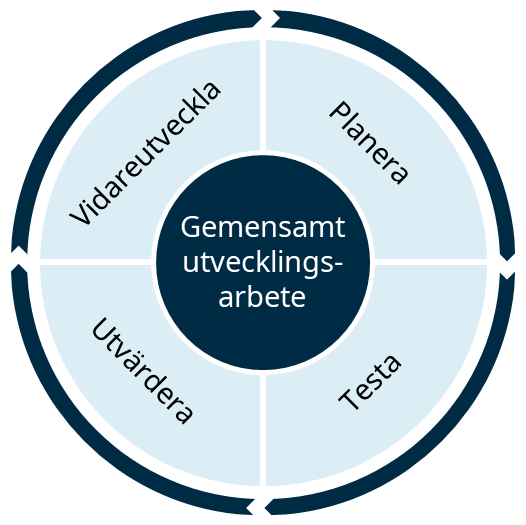 Vidareutveckla
Planera
Gemensamt
utvecklings-
arbete
Utvärdera
Testa